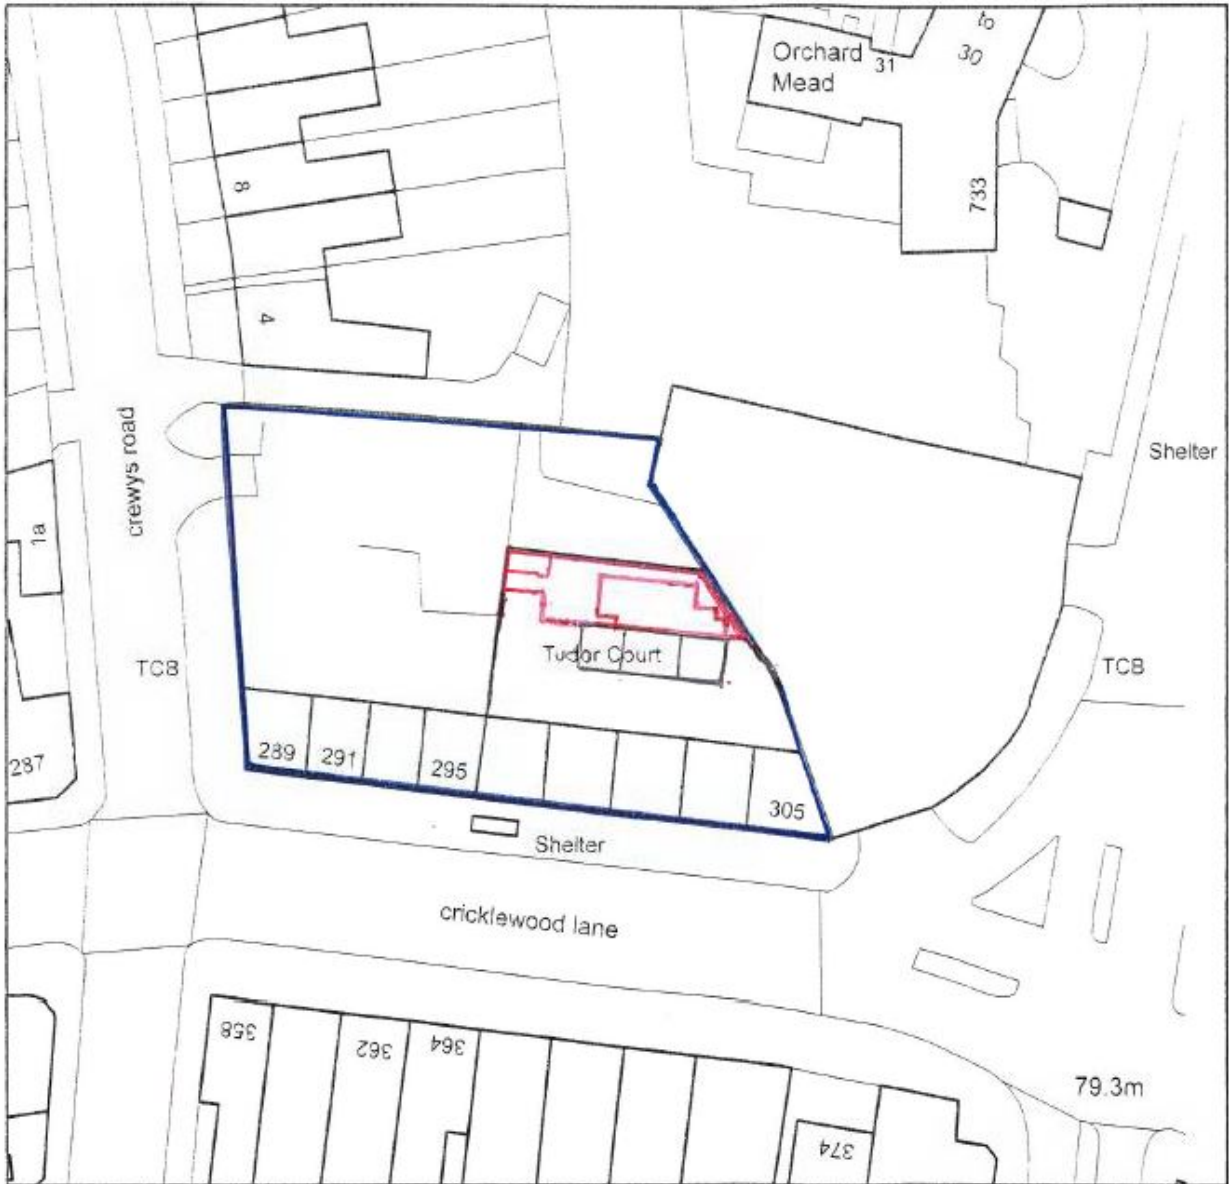 Orchard
Mead
31
to
30
8
733
4
crewys road
Shelter
1a
TCB
Tudor Court
TCB
287
289
291
295
305
Shelter
cricklewood lane
358
362
364
79.3m
374